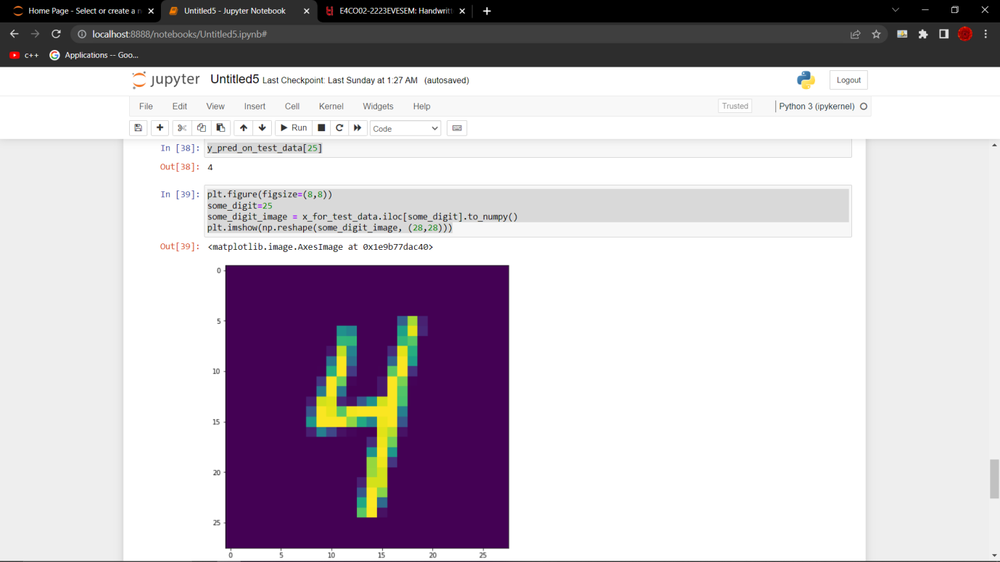 Home Page - Select or create a n
Untitled5 - Jupyter Notebook
E4CO02-2223EVESEM: Handwritt
localhost:8888/notebooks/Untitled5.ipynb#
c++
Applications -- Goo...
jupyter Untitled5 Last Checkpoint: Last Sunday at 1:27 AM (autosaved)
Logout
File Edit View Insert Cell Kernel Widgets Help
Trusted
Python 3 (ipykernel)
Run
Code
In [38]: y_pred_on_test_data[25]
Out[38]: 4
In [39]: plt.figure(figsize=(8,8))
some_digit=25
some_digit_image = x_for_test_data.iloc[some_digit].to_numpy()
plt.imshow(np.reshape(some_digit_image, (28,28)))
Out[39]: <matplotlib.image.AxesImage at 0x1e9b77dac40>
0
5
10
15
20
25
4
0 5 10 15 20 25